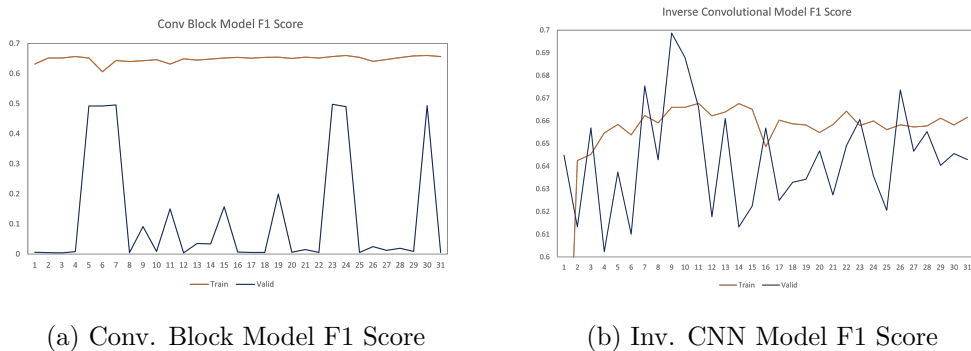 Conv Block Model F1 Score
0.7
0.6
0.5
0.4
0.3
0.2
0.1
0
1 2 3 4 5 6 7 8 9 10 11 12 13 14 15 16 17 18 19 20 21 22 23 24 25 26 27 28 29 30 31
Train Valid
(a) Conv. Block Model F1 Score
Inverse Convolutional Model F1 Score
0.7
0.69
0.68
0.67
0.66
0.65
0.64
0.63
0.62
0.61
0.6
1 2 3 4 5 6 7 8 9 10 11 12 13 14 15 16 17 18 19 20 21 22 23 24 25 26 27 28 29 30 31
Train Valid
(b) Inv. CNN Model F1 Score